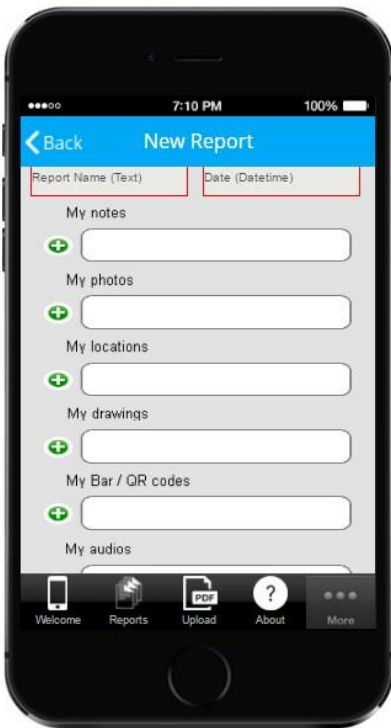 7:10 PM 100%
Back New Report
Report Name (Text) Date (Datetime)
My notes
My photos
My locations
My drawings
My Bar / QR codes
My audios
PDF ?
Welcome Reports Upload About More